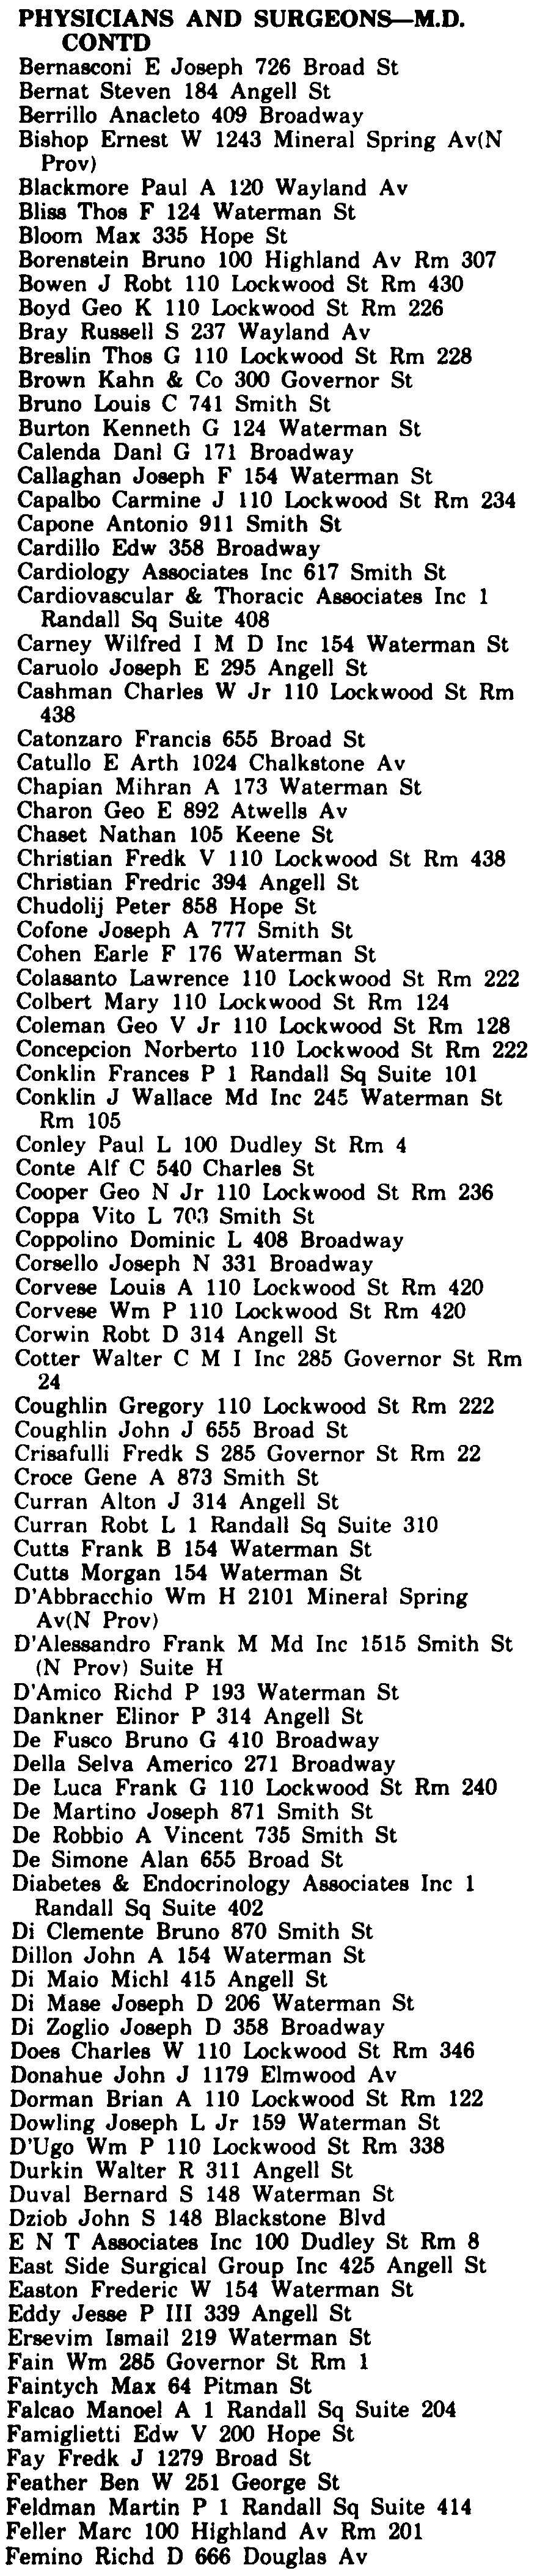 PHYSICIANS AND SURGEONS—M.D.
CONTD
Bernasconi E Joseph 726 Broad St
Bernat Steven 184 Angell St
Berrillo Anacleto 409 Broadway
Bishop Ernest W 1243 Mineral Spring Av(N
Prov)
Blackmore Paul A 120 Wayland Av
Bliss Thos F 124 Waterman St
Bloom Max 335 Hope St
Borenstein Bruno 100 Highland Av Rm 307
Bowen J Robt 110 Lockwood St Rm 430
Boyd Geo K 110 Lockwood St Rm 226
Bray Russell S 237 Wayland Av
Breslin Thos G 110 Lockwood St Rm 228
Brown Kahn & Co 300 Governor St
Bruno Louis C 741 Smith St
Burton Kenneth G 124 Waterman St
Calenda Danl G 171 Broadway
Callaghan Joseph F 154 Waterman St
Capalbo Carmine J 110 Lockwood St Rm 234
Capone Antonio 911 Smith St
Cardillo Edw 358 Broadway
Cardiology Associates Inc 617 Smith St
Cardiovascular & Thoracic Associates Inc 1
Randall Sq Suite 408
Carney Wilfred I M D Inc 154 Waterman St
Caruolo Joseph E 295 Angell St
Cashman Charles W Jr 110 Lockwood St Rm
438
Catonzaro Francis 655 Broad St
Catullo E Arth 1024 Chalkstone Av
Chapian Mihran A 173 Waterman St
Charon Geo E 892 Atwells Av
Chaset Nathan 105 Keene St
Christian Fredk V 110 Lockwood St Rm 438
Christian Fredric 394 Angell St
Chudolij Peter 858 Hope St
Cofone Joseph A 777 Smith St
Cohen Earle F 176 Waterman St
Colasanto Lawrence 110 Lockwood St Rm 222
Colbert Mary 110 Lockwood St Rm 124
Coleman Geo V Jr 110 Lockwood St Rm 128
Concepcion Norberto 110 Lockwood St Rm 222
Conklin Frances P 1 Randall Sq Suite 101
Conklin J Wallace Md Inc 245 Waterman St
Rm 105
Conley Paul L 100 Dudley St Rm 4
Conte Alf C 540 Charles St
Cooper Geo N Jr 110 Lockwood St Rm 236
Coppa Vito L 703 Smith St
Coppolino Dominic L 408 Broadway
Corsello Joseph N 331 Broadway
Corvese Louis A 110 Lockwood St Rm 420
Corvese Wm P 110 Lockwood St Rm 420
Corwin Robt D 314 Angell St
Cotter Walter C M I Inc 285 Governor St Rm
24
Coughlin Gregory 110 Lockwood St Rm 222
Coughlin John J 655 Broad St
Crisafulli Fredk S 285 Governor St Rm 22
Croce Gene A 873 Smith St
Curran Alton J 314 Angell St
Curran Robt L 1 Randall Sq Suite 310
Cutts Frank B 154 Waterman St
Cutts Morgan 154 Waterman St
D'Abbracchio Wm H 2101 Mineral Spring
Av(N Prov)
D'Alessandro Frank M Md Inc 1515 Smith St
(N Prov) Suite H
D'Amico Richd P 193 Waterman St
Dankner Elinor P 314 Angell St
De Fusco Bruno G 410 Broadway
Della Selva Americo 271 Broadway
De Luca Frank G 110 Lockwood St Rm 240
De Martino Joseph 871 Smith St
De Robbio A Vincent 735 Smith St
De Simone Alan 655 Broad St
Diabetes & Endocrinology Associates Inc 1
Randall Sq Suite 402
Di Clemente Bruno 870 Smith St
Dillon John A 154 Waterman St
Di Maio Michl 415 Angell St
Di Mase Joseph D 206 Waterman St
Di Zoglio Joseph D 358 Broadway
Does Charles W 110 Lockwood St Rm 346
Donahue John J 1179 Elmwood Av
Dorman Brian A 110 Lockwood St Rm 122
Dowling Joseph L Jr 159 Waterman St
D'Ugo Wm P 110 Lockwood St Rm 338
Durkin Walter R 311 Angell St
Duval Bernard S 148 Waterman St
Dziob John S 148 Blackstone Blvd
E N T Associates Inc 100 Dudley St Rm 8
East Side Surgical Group Inc 425 Angell St
Easton Frederic W 154 Waterman St
Eddy Jesse P III 339 Angell St
Ersevim Ismail 219 Waterman St
Fain Wm 285 Governor St Rm 1
Faintych Max 64 Pitman St
Falcao Manoel A 1 Randall Sq Suite 204
Famiglietti Edw V 200 Hope St
Fay Fredk J 1279 Broad St
Feather Ben W 251 George St
Feldman Martin P 1 Randall Sq Suite 414
Feller Marc 100 Highland Av Rm 201
Femino Richd D 666 Douglas Av